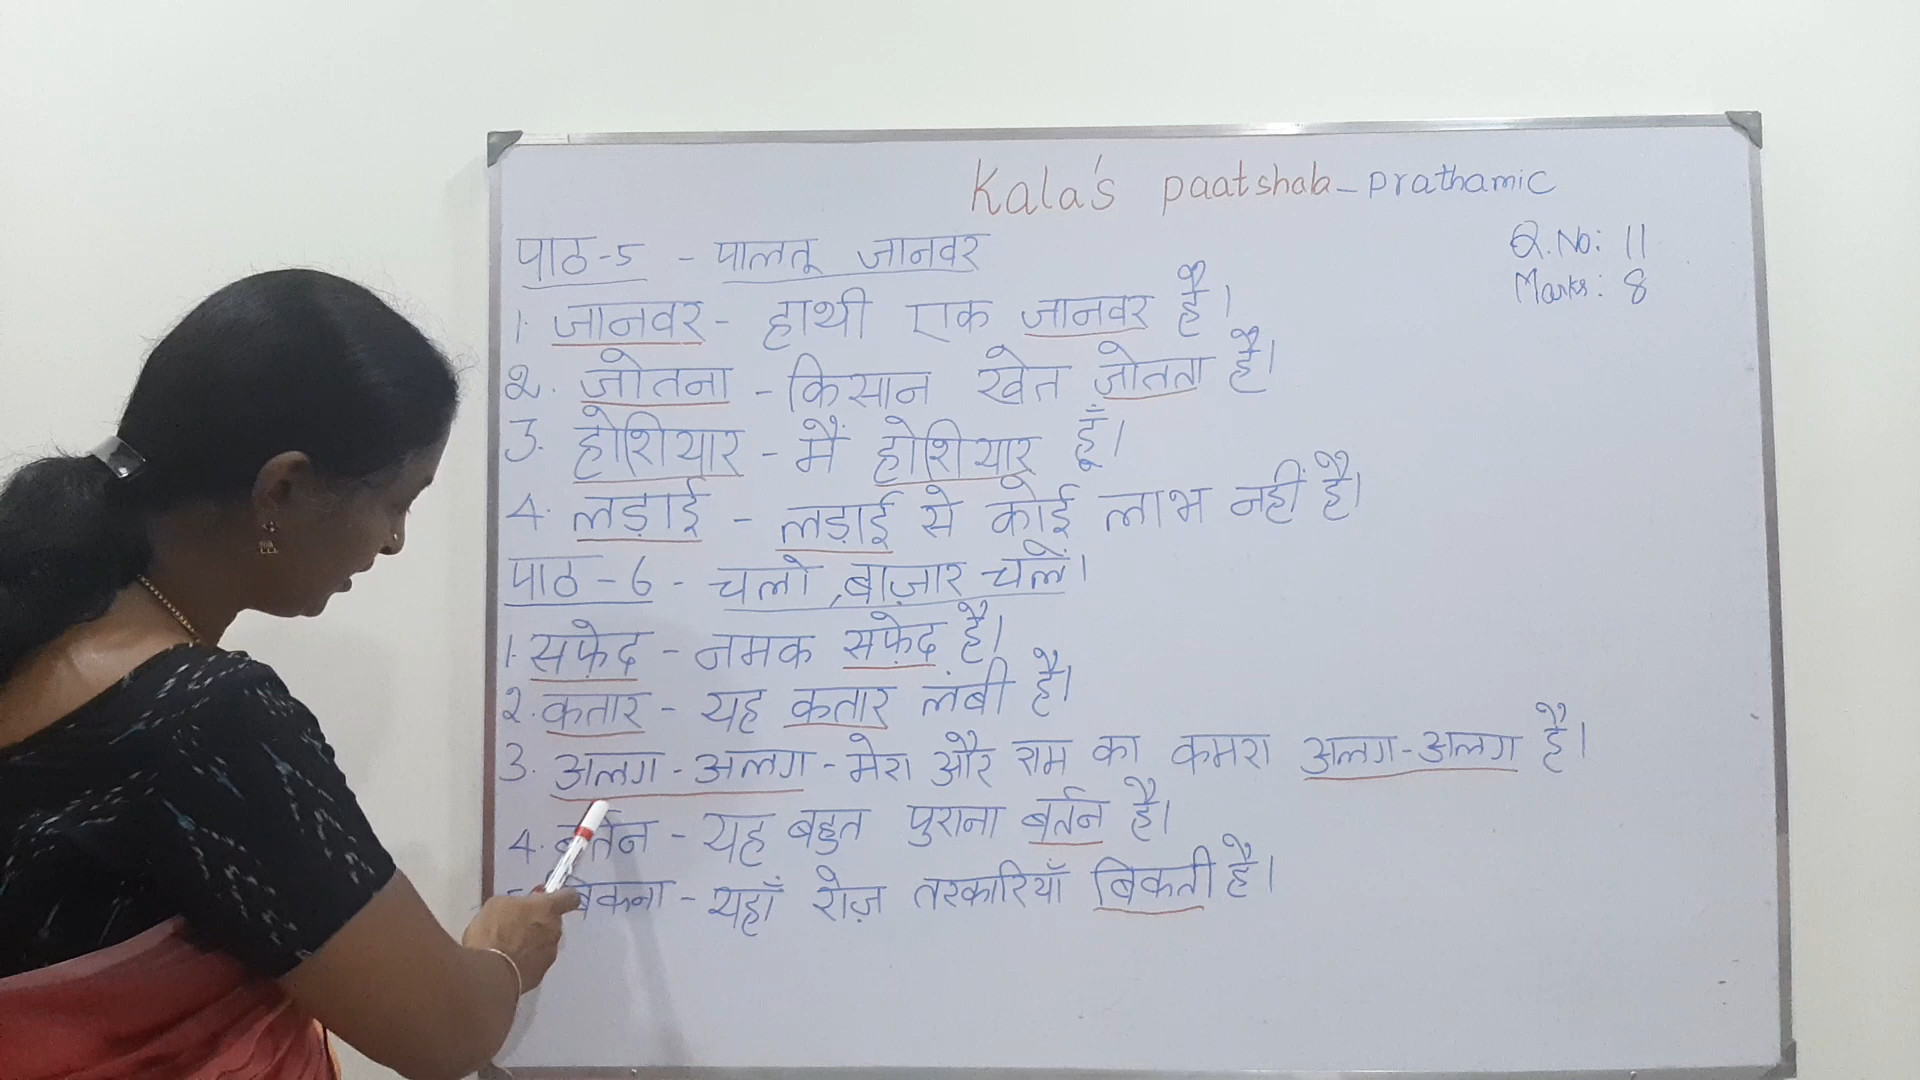 Kala's paatshala - prathamic
Q.No: 11
Marks: 8
पाठ-5 - पालतू जानवर
1. जानवर - हाथी एक जानवर है।
2. जोतना - किसान खेत जोतता है।
3. होशियार - मैं होशियार हूँ।
4. लड़ाई - लड़ाई से कोई लाभ नहीं है।
पाठ - 6 - चलो, बाज़ार चलें।
1. सफ़ेद - नमक सफ़ेद है।
2. कतार - यह कतार लंबी है।
3. अलग - अलग - मेरा और राम का कमरा अलग-अलग है।
4. बर्तन - यह बहुत पुराना बर्तन है।
बिकना - यहाँ रोज़ तरकारियाँ बिकती है।